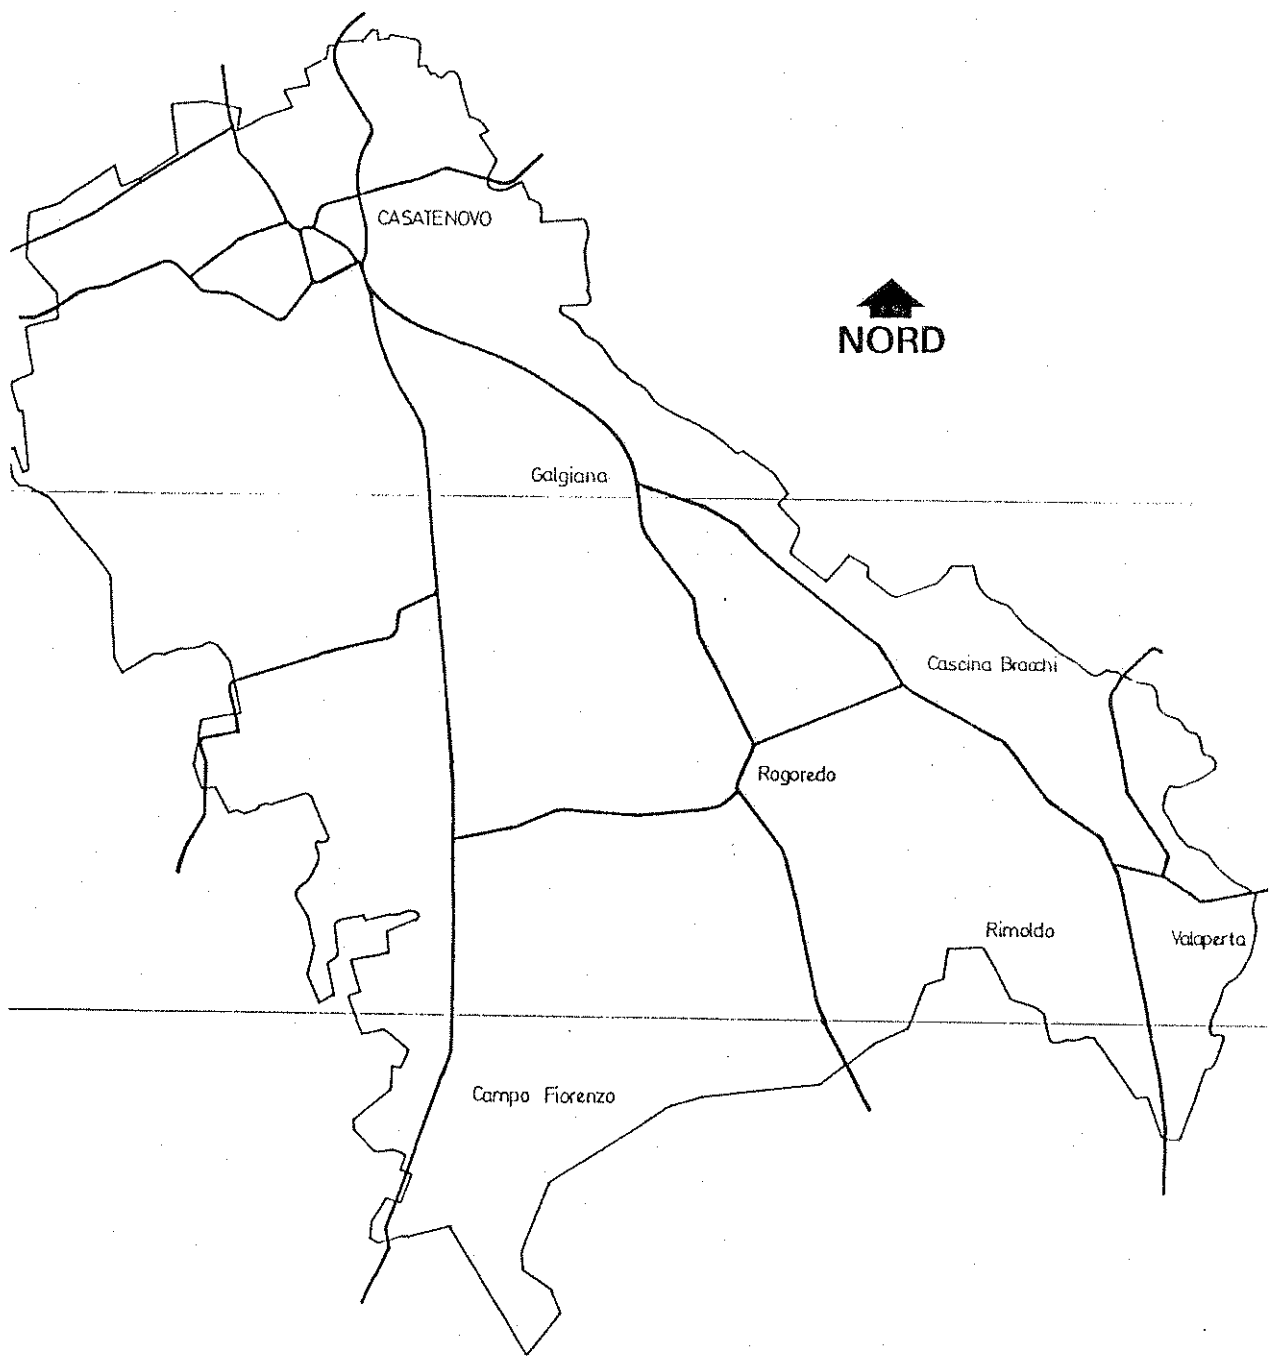 CASATENOVO
NORD
Galgiana
Cascina Bracchi
Rogoredo
Rimoldo
Valaperta
Campo Fiorenzo